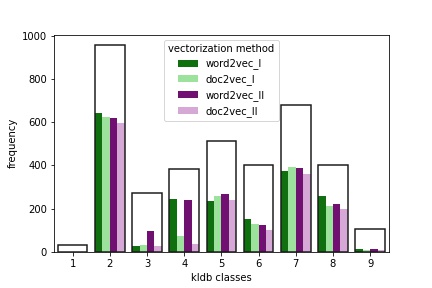 1000
800
600
400
200
0
frequency
vectorization method
word2vec_I
doc2vec_I
word2vec_II
doc2vec_II
1 2 3 4 5 6 7 8 9
kldb classes